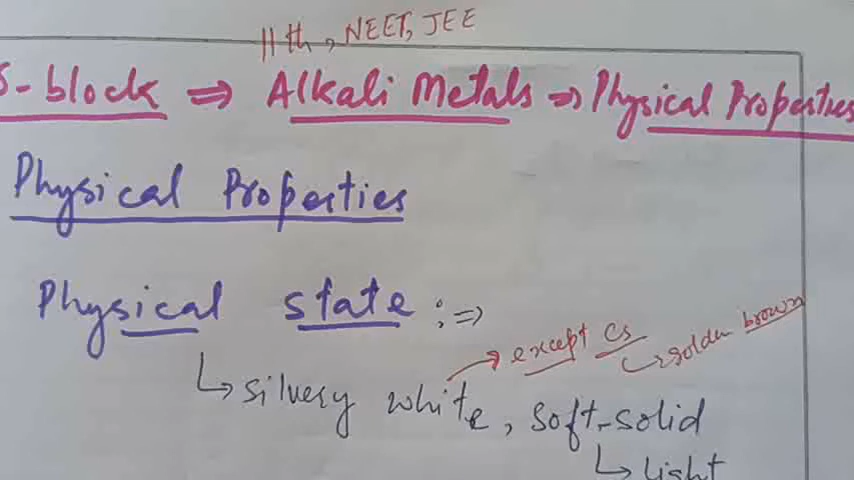 11th, NEET, JEE
S-block ⇒ Alkali Metals ⇒ Physical Properties
Physical Properties
Physical state :⇒
except Cs
golden brown
silvery white, soft-solid
light